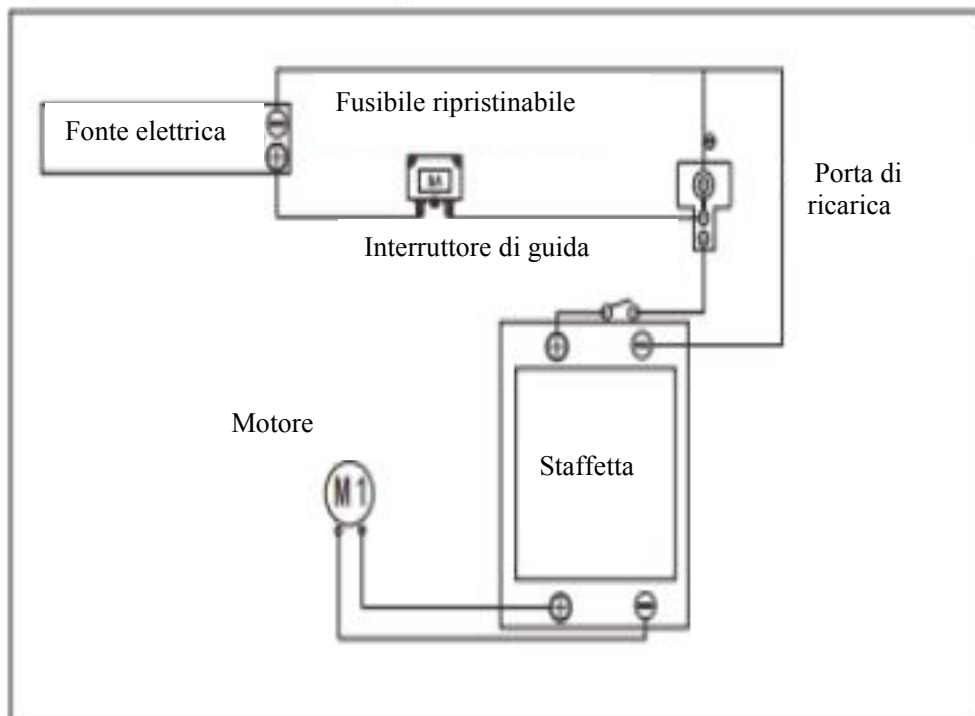 Fusibile ripristinabile
Fonte elettrica
Porta di
ricarica
Interruttore di guida
Motore
Staffetta
M1